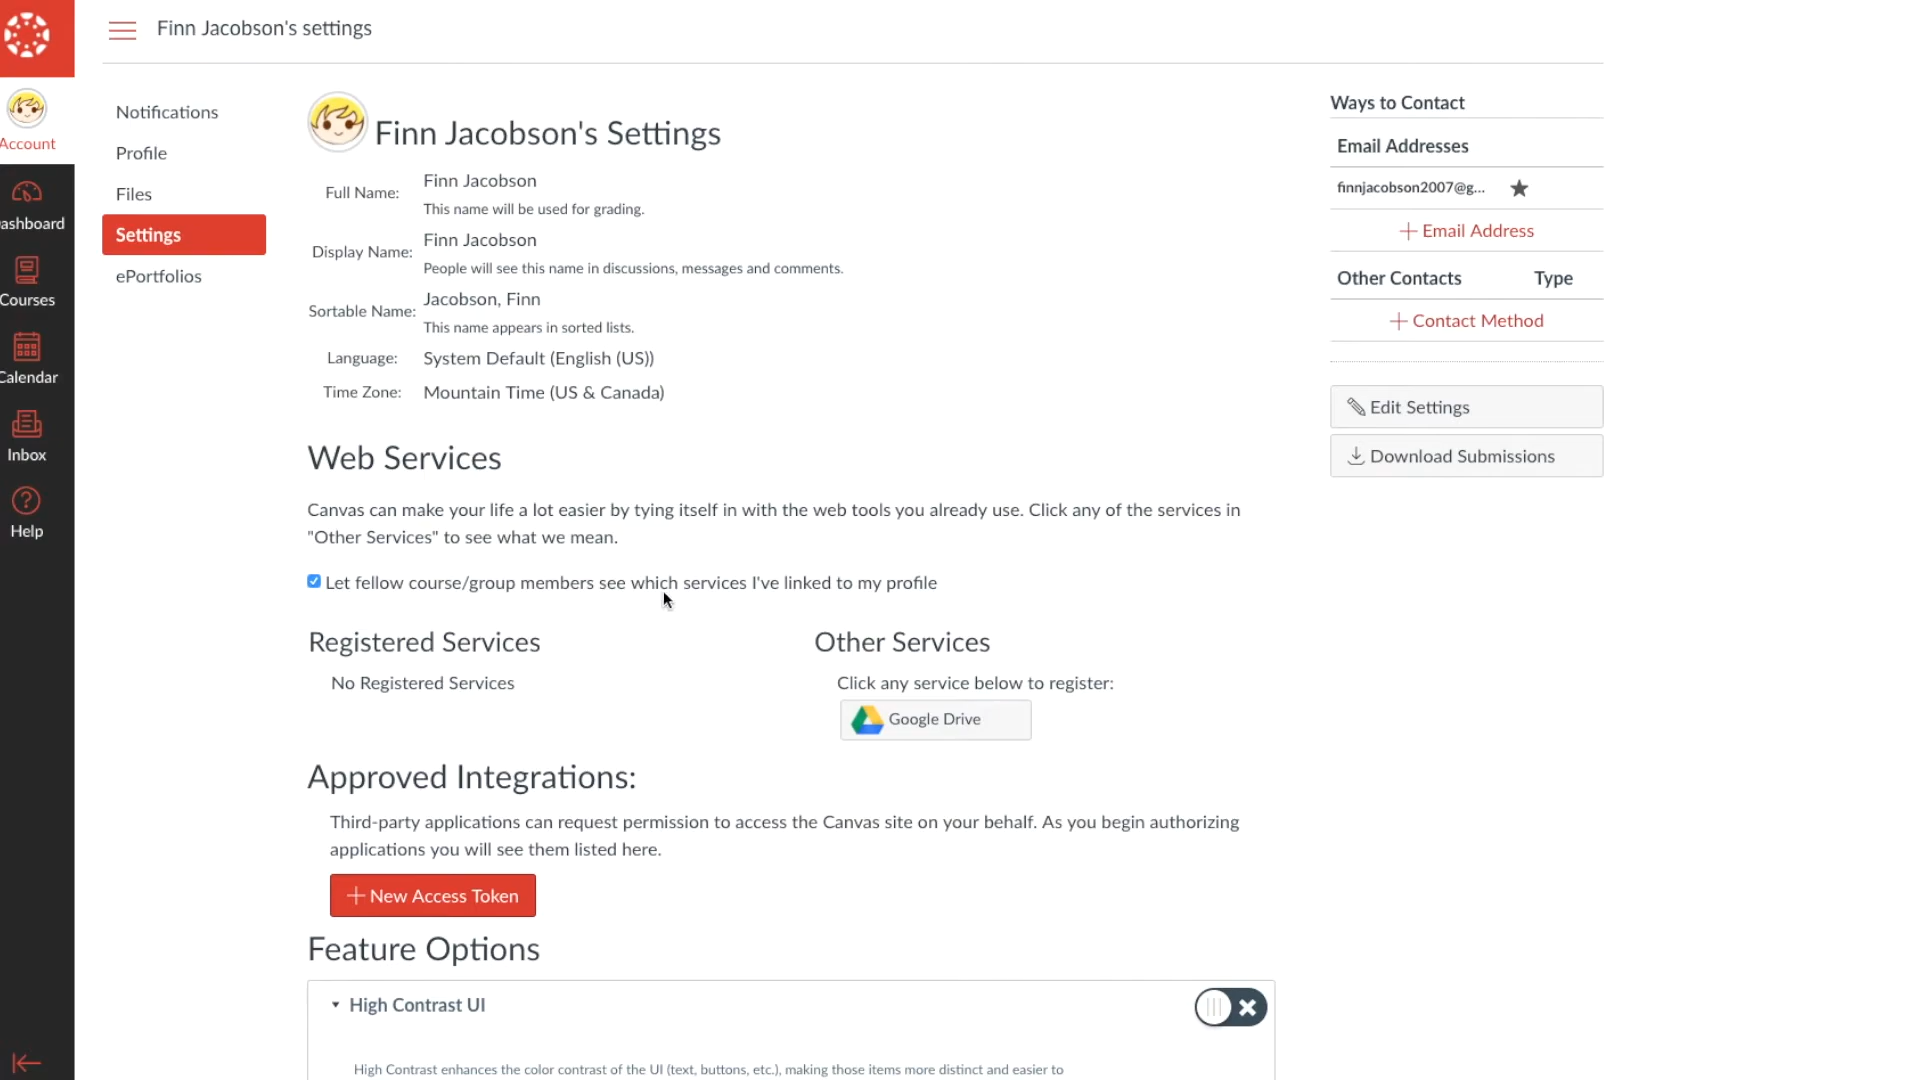 Finn Jacobson's settings
Account
ashboard
Courses
Calendar
Inbox
Help
Notifications
Profile
Files
Settings
ePortfolios
Finn Jacobson's Settings
Full Name:
Finn Jacobson
This name will be used for grading.
Display Name:
Finn Jacobson
People will see this name in discussions, messages and comments.
Sortable Name:
Jacobson, Finn
This name appears in sorted lists.
Language:
System Default (English (US))
Time Zone:
Mountain Time (US & Canada)
Web Services
Canvas can make your life a lot easier by tying itself in with the web tools you already use. Click any of the services in
"Other Services" to see what we mean.
Let fellow course/group members see which services I've linked to my profile
Registered Services
No Registered Services
Other Services
Click any service below to register:
Google Drive
Approved Integrations:
Third-party applications can request permission to access the Canvas site on your behalf. As you begin authorizing
applications you will see them listed here.
+ New Access Token
Feature Options
High Contrast UI
High Contrast enhances the color contrast of the UI (text, buttons, etc.), making those items more distinct and easier to
Ways to Contact
Email Addresses
finnjacobson2007@g...
+ Email Address
Other Contacts Type
+ Contact Method
Edit Settings
Download Submissions